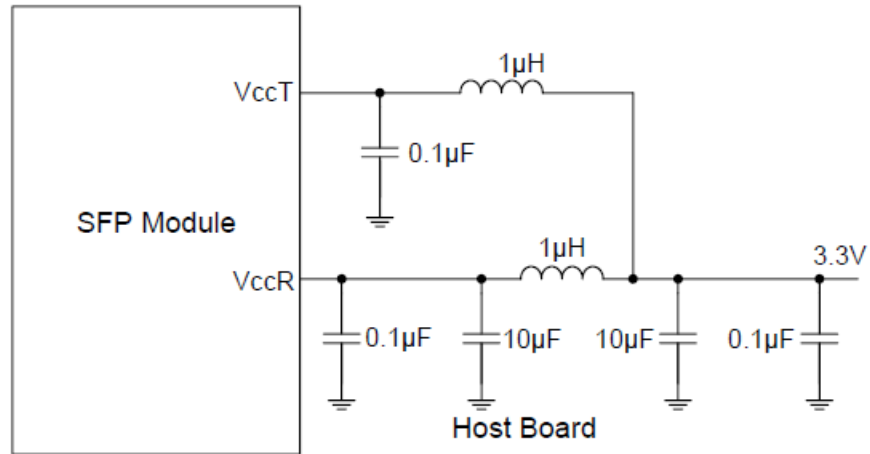 1µH
VccT
0.1µF
SFP Module
1µH
3.3V
VccR
0.1µF
10µF
10µF
0.1µF
Host Board